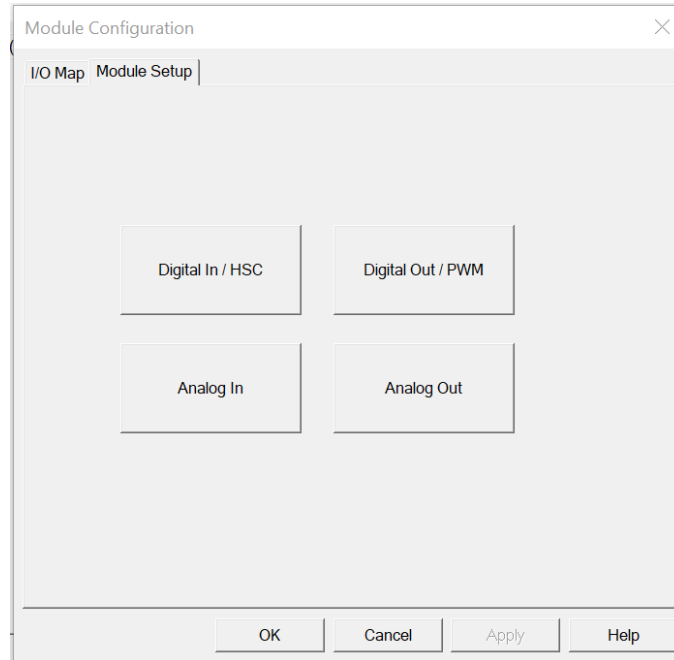 Module Configuration
I/O Map Module Setup
Digital In / HSC Digital Out / PWM
Analog In Analog Out
OK Cancel Apply Help